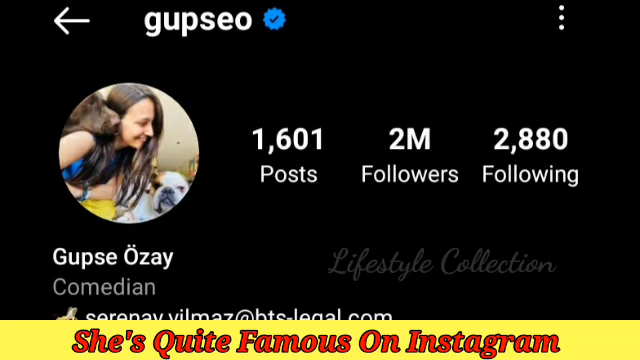 gupseo
1,601 2M 2,880
Posts Followers Following
Gupse Özay
Lifestyle Collection
Comedian
serenay.yilmaz@bts-legal.com
She's Quite Famous On Instagram